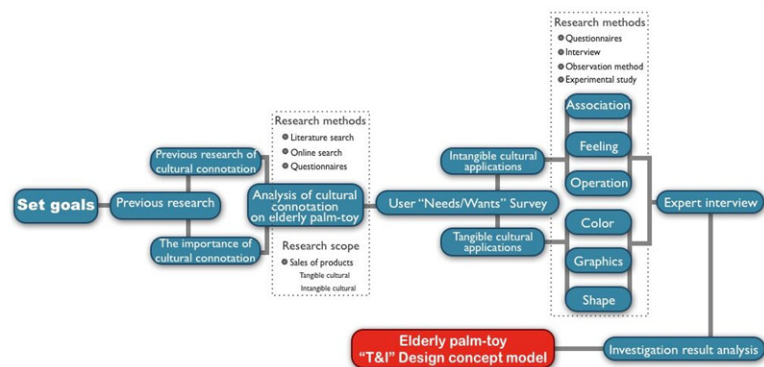 Set goals
Previous research
Previous research of
cultural connotation
The importance of
cultural connotation
Research methods
Literature search
Online search
Questionnaires
Analysis of cultural
connotation
on elderly palm-toy
Research scope
Sales of products
Tangible cultural
Intangible cultural
User “Needs/Wants” Survey
Intangible cultural
applications
Tangible cultural
applications
Research methods
Questionnaires
Interview
Observation method
Experimental study
Association
Feeling
Operation
Color
Graphics
Shape
Expert interview
Investigation result analysis
Elderly palm-toy
“T&I” Design concept model